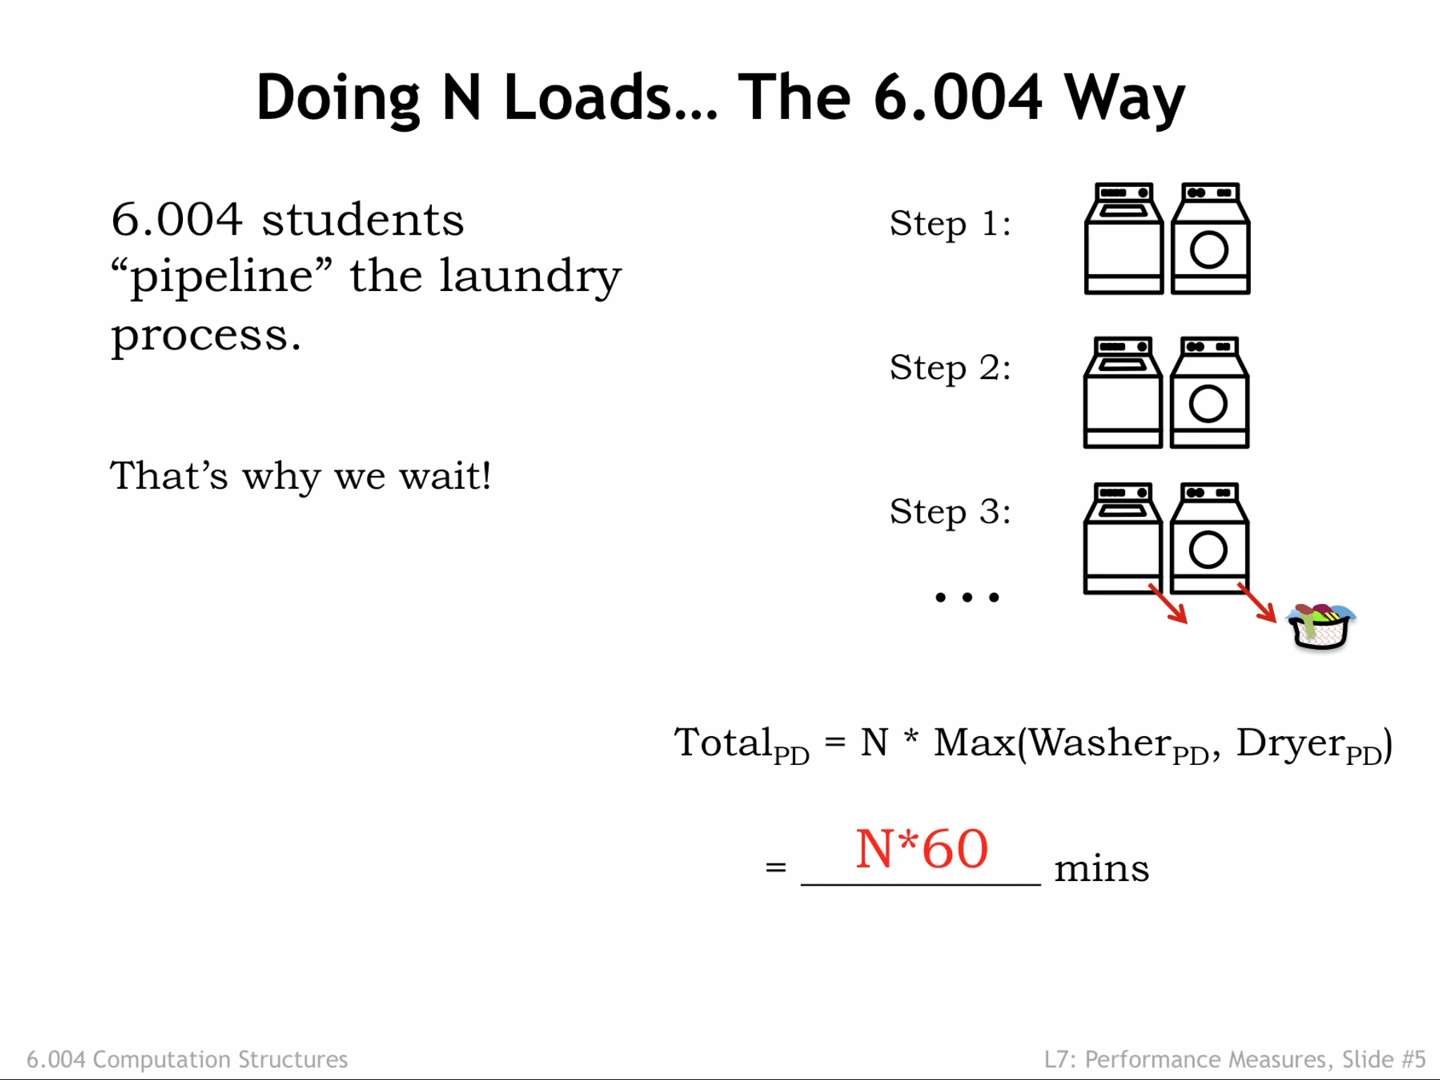 Doing N Loads… The 6.004 Way
6.004 students
“pipeline” the laundry
process.
That’s why we wait!
Step 1:
Step 2:
Step 3:
…
Total_PD = N * Max(Washer_PD, Dryer_PD)
= N*60 mins
6.004 Computation Structures
L7: Performance Measures, Slide #5